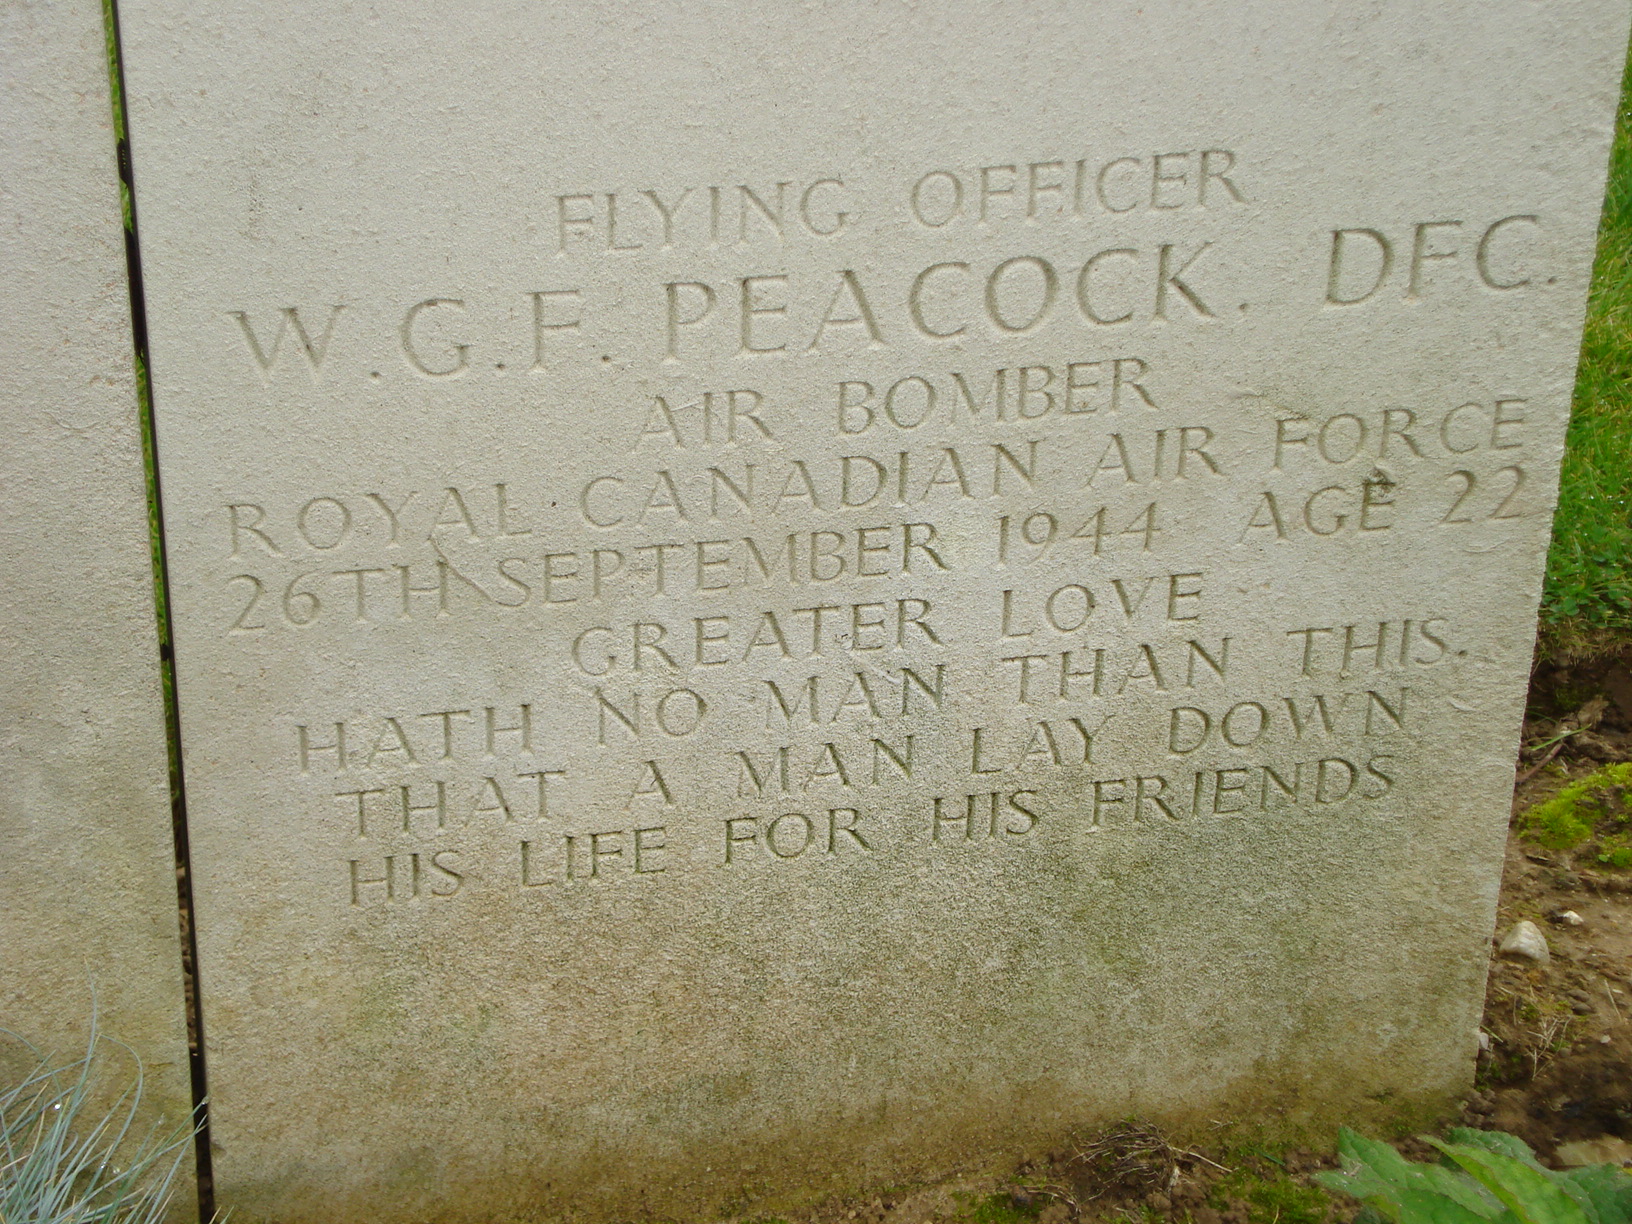 FLYING OFFICER
W.G.F. PEACOCK. DFC.
AIR BOMBER
ROYAL CANADIAN AIR FORCE
26TH SEPTEMBER 1944 AGE 22
GREATER LOVE
HATH NO MAN THAN THIS.
THAT A MAN LAY DOWN
HIS LIFE FOR HIS FRIENDS